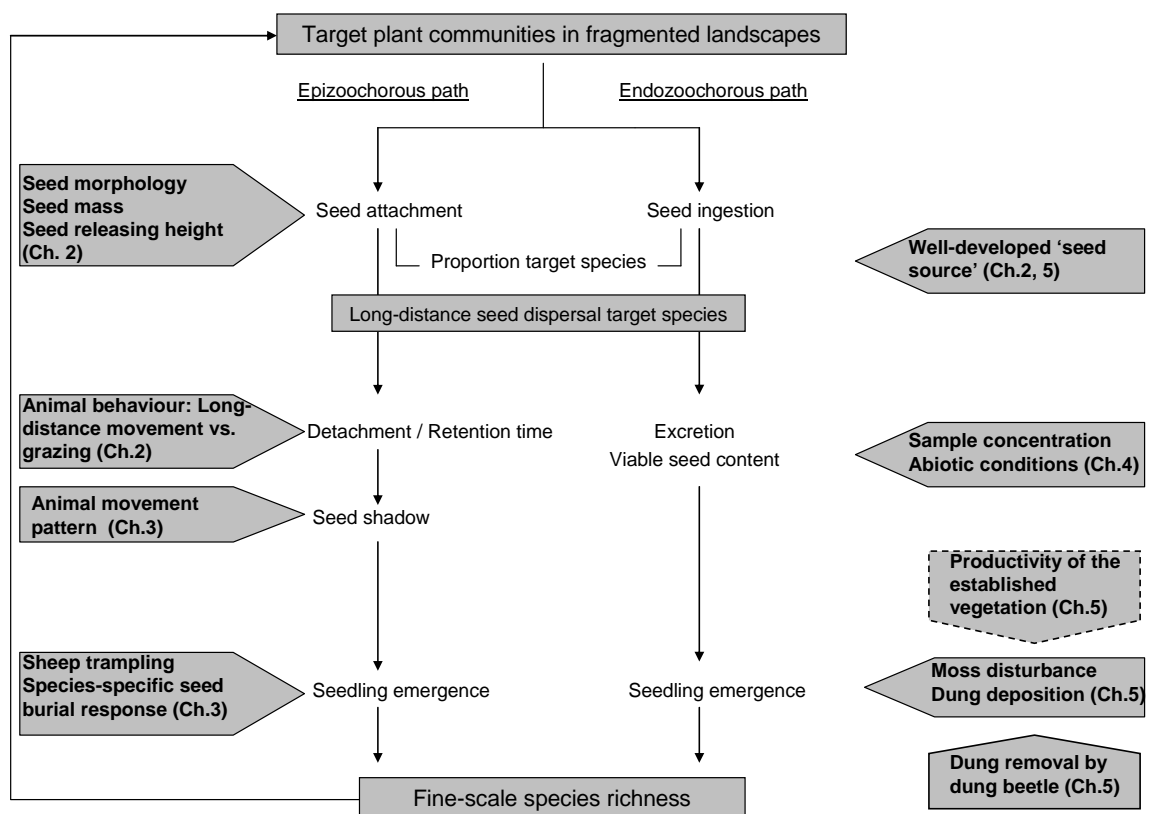 Target plant communities in fragmented landscapes
Epizoochorous path
Endozoochorous path
Seed morphology
Seed mass
Seed releasing height
(Ch. 2)
Seed attachment
Seed ingestion
Proportion target species
Well-developed ‘seed
source’ (Ch.2, 5)
Long-distance seed dispersal target species
Animal behaviour: Long-
distance movement vs.
grazing (Ch.2)
Detachment / Retention time
Excretion
Viable seed content
Sample concentration
Abiotic conditions (Ch.4)
Animal movement
pattern (Ch.3)
Seed shadow
Productivity of the
established
vegetation (Ch.5)
Sheep trampling
Species-specific seed
burial response (Ch.3)
Seedling emergence
Seedling emergence
Moss disturbance
Dung deposition (Ch.5)
Dung removal by
dung beetle (Ch.5)
Fine-scale species richness